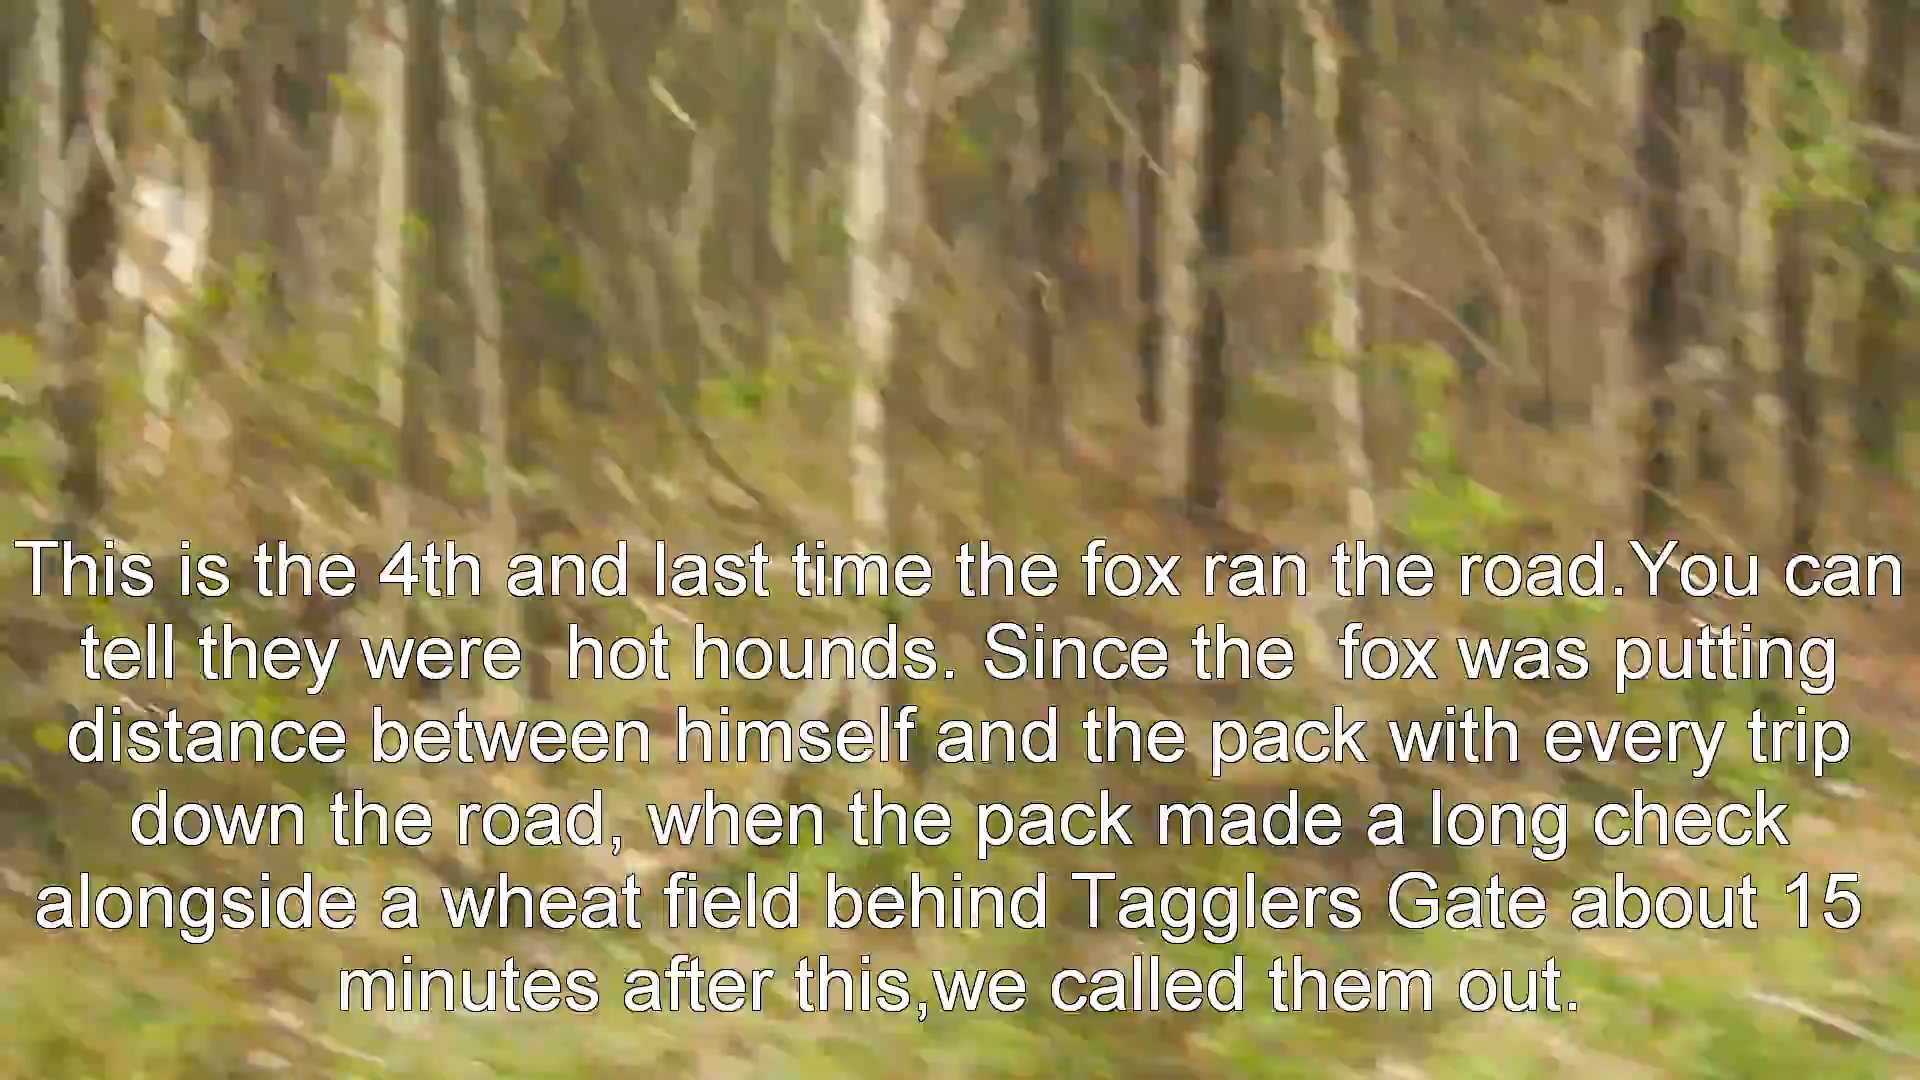 This is the 4th and last time the fox ran the road.You can
tell they were  hot hounds. Since the  fox was putting
distance between himself and the pack with every trip
down the road, when the pack made a long check
alongside a wheat field behind Tagglers Gate about 15
minutes after this,we called them out.